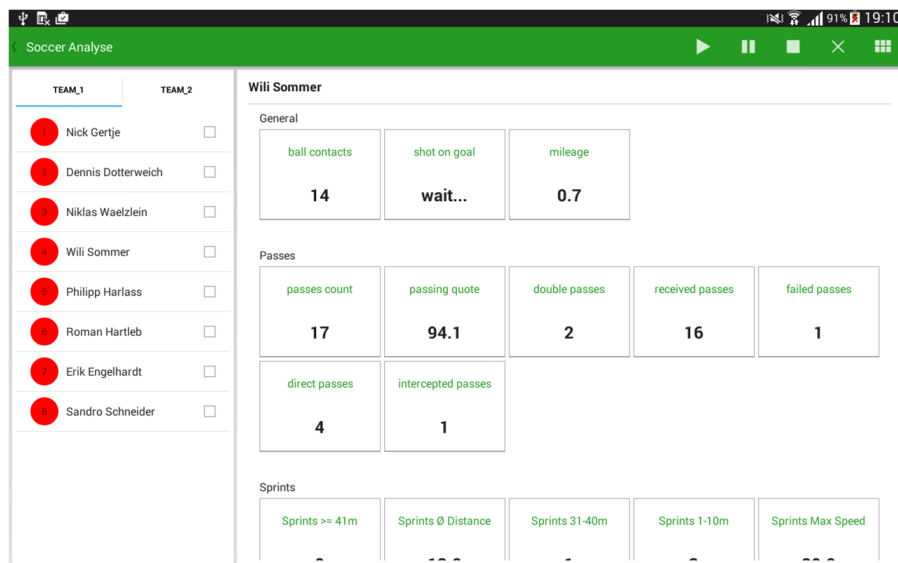 91% 19:10
Soccer Analyse
TEAM_1 TEAM_2
1 Nick Gertje
2 Dennis Dotterweich
3 Niklas Waelzlein
4 Wili Sommer
5 Philipp Harlass
6 Roman Hartleb
7 Erik Engelhardt
8 Sandro Schneider
Wili Sommer
General
ball contacts shot on goal mileage
14 wait... 0.7
Passes
passes count passing quote double passes received passes failed passes
17 94.1 2 16 1
direct passes intercepted passes
4 1
Sprints
Sprints >= 41m Sprints Ø Distance Sprints 31-40m Sprints 1-10m Sprints Max Speed